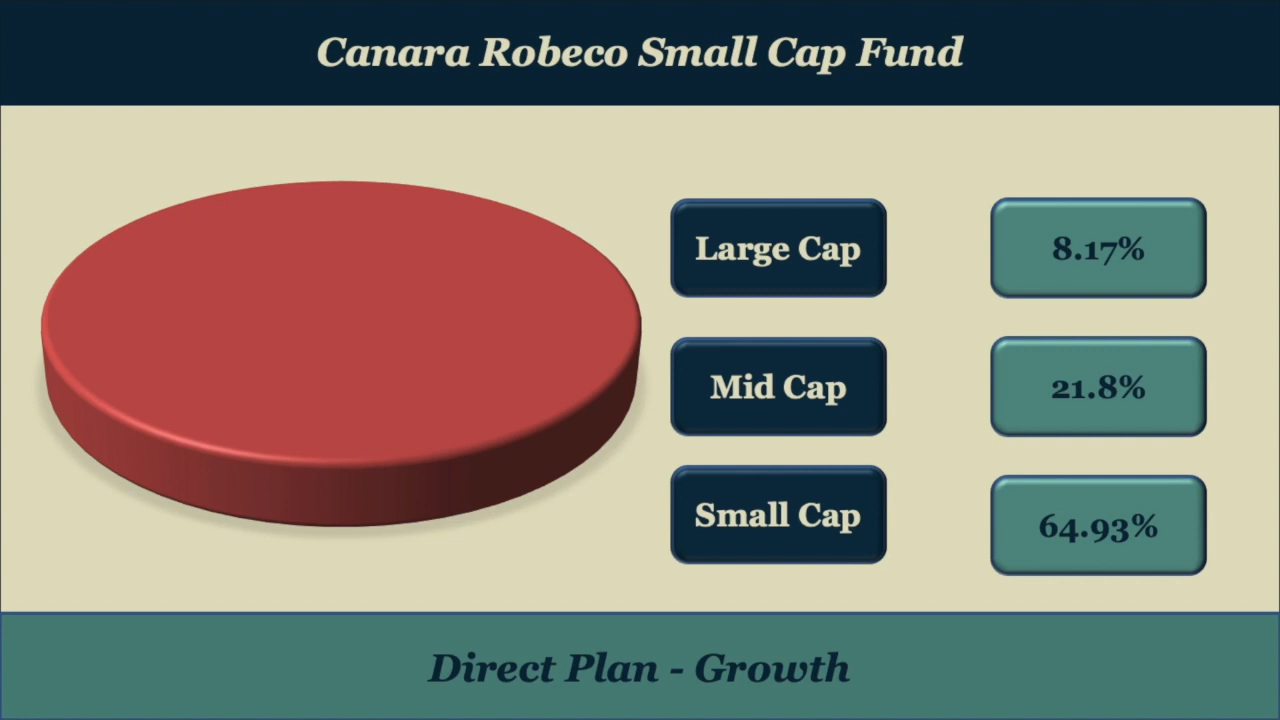 Canara Robeco Small Cap Fund
Large Cap
8.17%
Mid Cap
21.8%
Small Cap
64.93%
Direct Plan - Growth